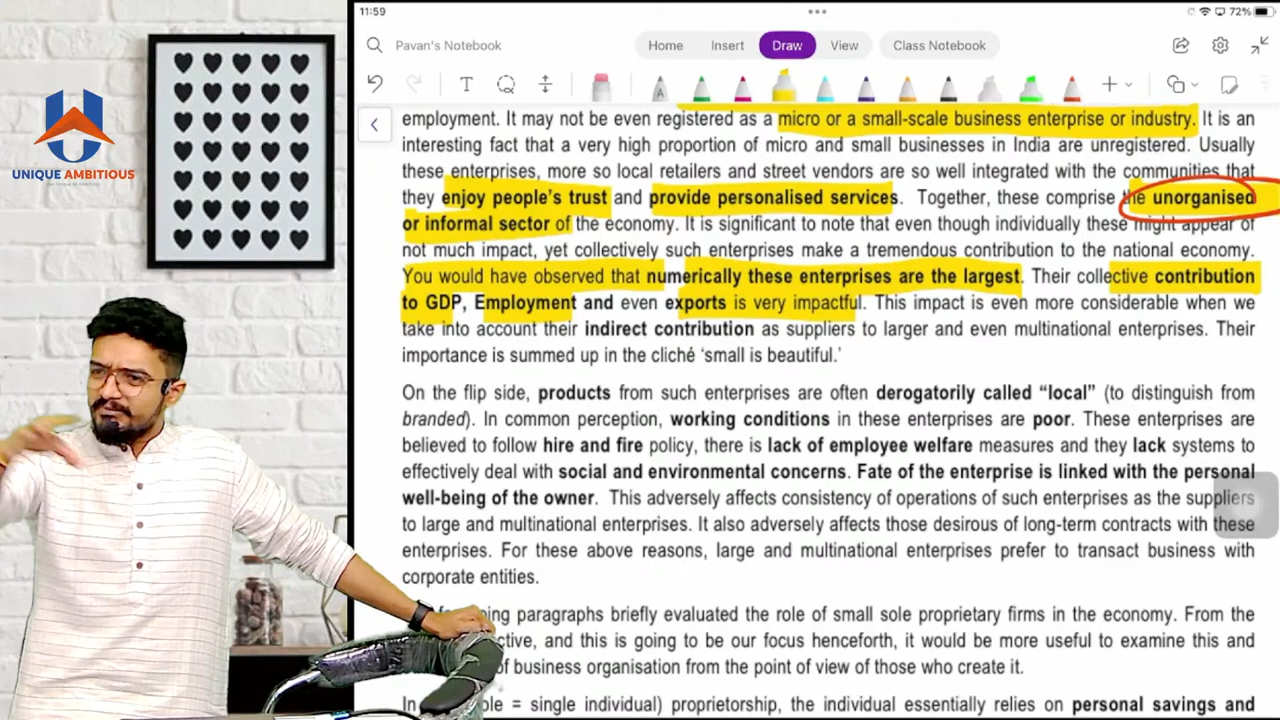 11:59
72%
Pavan's Notebook
Home
Insert
Draw
View
Class Notebook
UNIQUE AMBITIOUS
employment. It may not be even registered as a micro or a small-scale business enterprise or industry. It is an
interesting fact that a very high proportion of micro and small businesses in India are unregistered. Usually
these enterprises, more so local retailers and street vendors are so well integrated with the communities that
they enjoy people's trust and provide personalised services. Together, these comprise the unorganised
or informal sector of the economy. It is significant to note that even though individually these might appear of
not much impact, yet collectively such enterprises make a tremendous contribution to the national economy.
You would have observed that numerically these enterprises are the largest. Their collective contribution
to GDP, Employment and even exports is very impactful. This impact is even more considerable when we
take into account their indirect contribution as suppliers to larger and even multinational enterprises. Their
importance is summed up in the cliché 'small is beautiful.'
On the flip side, products from such enterprises are often derogatorily called “local” (to distinguish from
branded). In common perception, working conditions in these enterprises are poor. These enterprises are
believed to follow hire and fire policy, there is lack of employee welfare measures and they lack systems to
effectively deal with social and environmental concerns. Fate of the enterprise is linked with the personal
well-being of the owner. This adversely affects consistency of operations of such enterprises as the suppliers
to large and multinational enterprises. It also adversely affects those desirous of long-term contracts with these
enterprises. For these above reasons, large and multinational enterprises prefer to transact business with
corporate entities.
paragraphs briefly evaluated the role of small sole proprietary firms in the economy. From the
and this is going to be our focus henceforth, it would be more useful to examine this and
of business organisation from the point of view of those who create it.
= single individual) proprietorship, the individual essentially relies on personal savings and